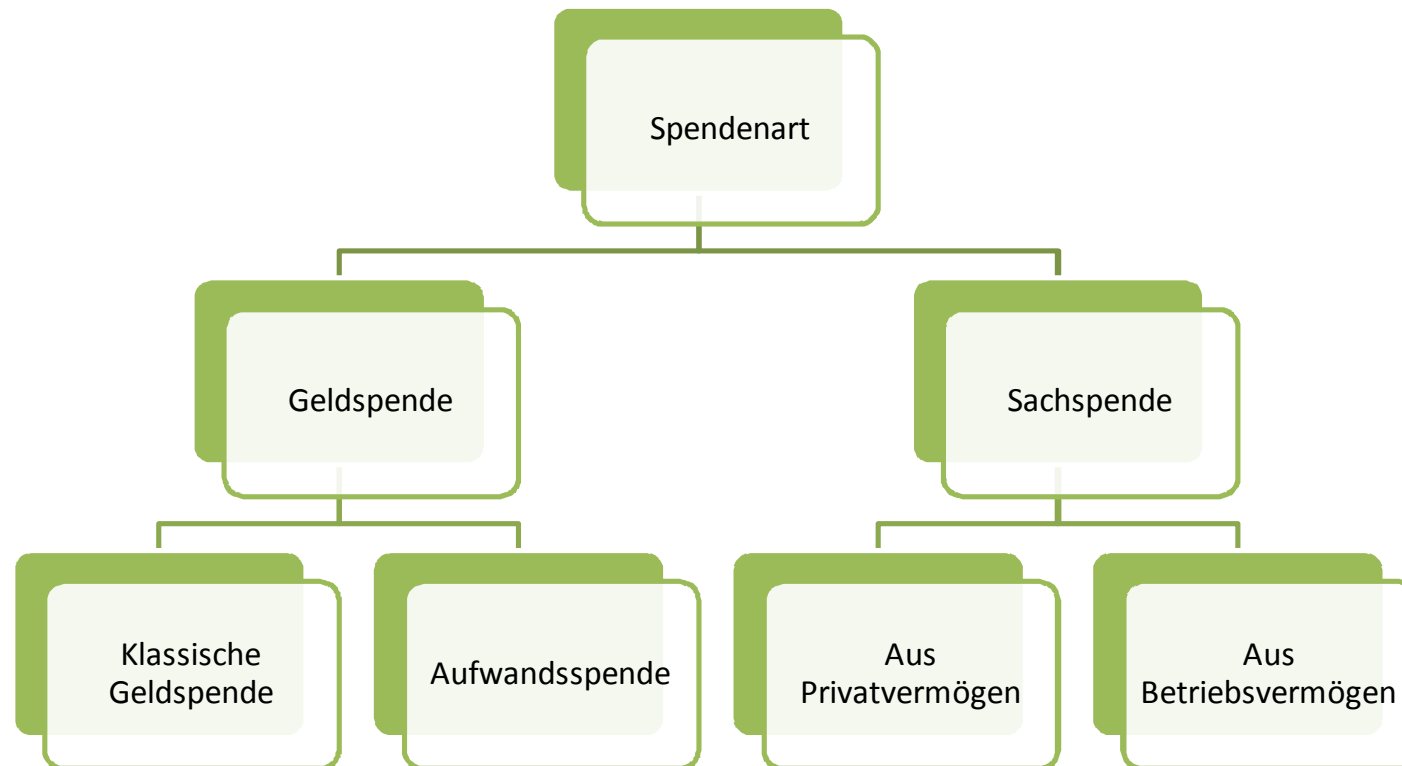 Spendenart
Geldspende
Sachspende
Klassische
Geldspende
Aufwandsspende
Aus
Privatvermögen
Aus
Betriebsvermögen